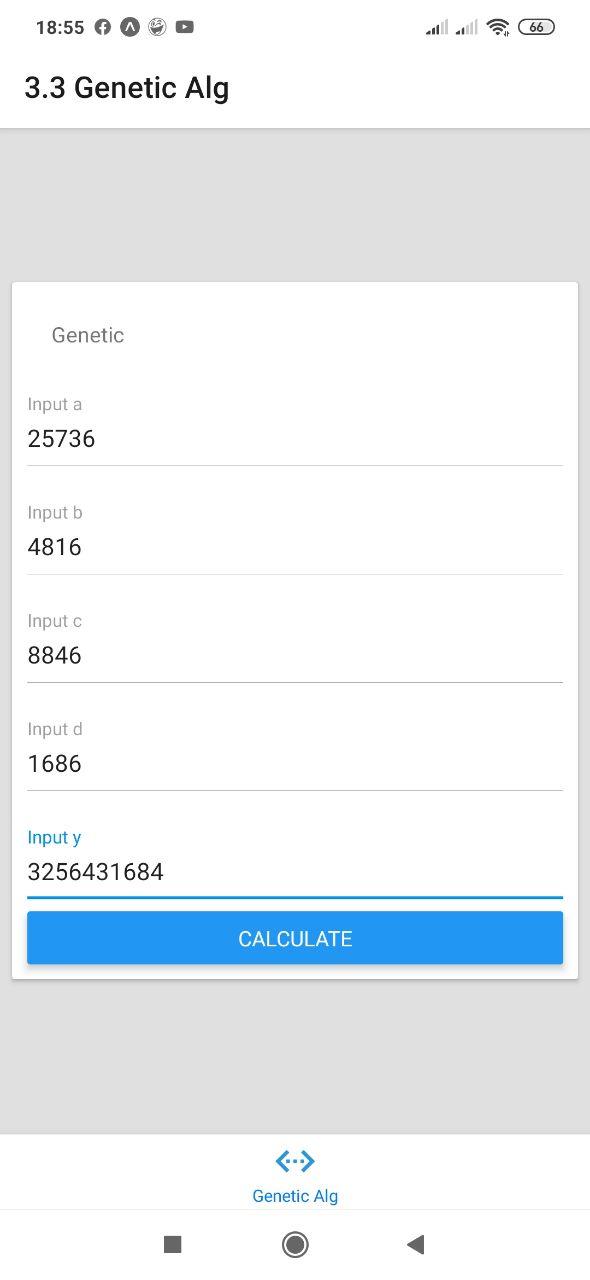 18:55 66
3.3 Genetic Alg
Genetic
Input a
25736
Input b
4816
Input c
8846
Input d
1686
Input y
3256431684
CALCULATE
Genetic Alg